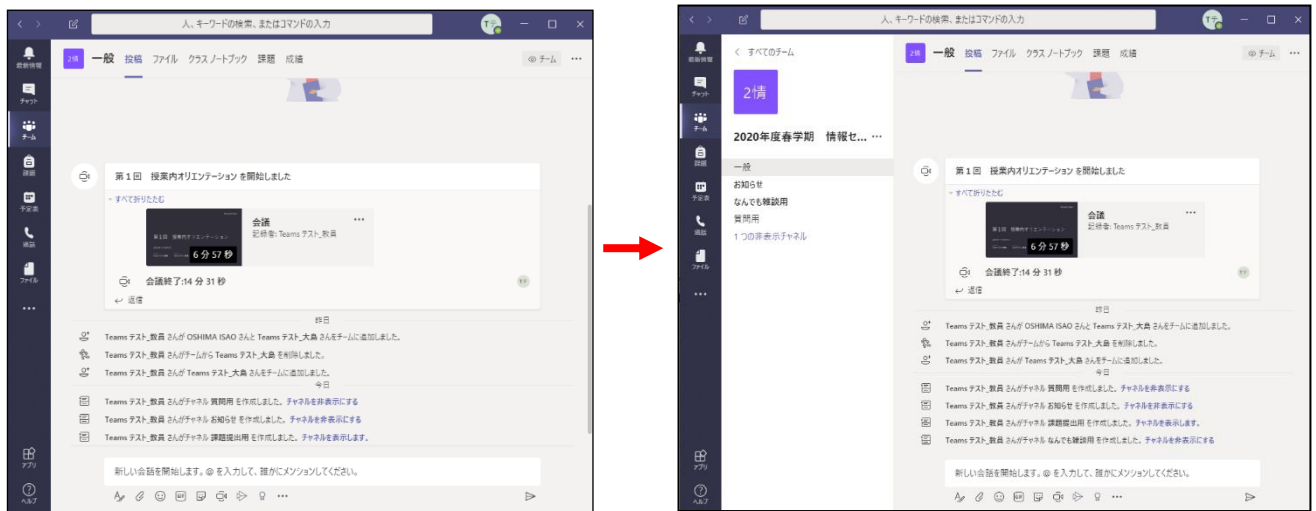 人、キーワードの検索、またはコマンドの入力
Tテ
最新情報
チャット
チーム
課題
予定表
通話
ファイル
アプリ
ヘルプ
2情 一般 投稿 ファイル クラス ノートブック 課題 成績
チーム
第1回 授業内オリエンテーション を開始しました
すべて折りたたむ
6 分 57 秒
会議
記録者: Teams テスト_教員
会議終了:14 分 31 秒
返信
昨日
Teams テスト_教員 さんが OSHIMA ISAO さんと Teams テスト_大島 さんをチームに追加しました。
Teams テスト_教員 さんがチームから Teams テスト_大島 を削除しました。
Teams テスト_教員 さんが Teams テスト_大島 さんをチームに追加しました。
今日
Teams テスト_教員 さんがチャネル 質問用 を作成しました。 チャネルを非表示にする
Teams テスト_教員 さんがチャネル お知らせ を作成しました。 チャネルを非表示にする
Teams テスト_教員 さんがチャネル 課題提出用 を作成しました。 チャネルを表示します。
新しい会話を開始します。@ を入力して、誰かにメンションしてください。
人、キーワードの検索、またはコマンドの入力
Tテ
最新情報
チャット
チーム
課題
予定表
通話
ファイル
アプリ
ヘルプ
すべてのチーム
2情
2020年度春学期 情報セ...
一般
お知らせ
なんでも雑談用
質問用
1 つの非表示チャネル
2情 一般 投稿 ファイル クラス ノートブック 課題 成績
チーム
第1回 授業内オリエンテーション を開始しました
すべて折りたたむ
6 分 57 秒
会議
記録者: Teams テスト_教員
会議終了:14 分 31 秒
返信
昨日
Teams テスト_教員 さんが OSHIMA ISAO さんと Teams テスト_大島 さんをチームに追加しました。
Teams テスト_教員 さんがチームから Teams テスト_大島 を削除しました。
Teams テスト_教員 さんが Teams テスト_大島 さんをチームに追加しました。
今日
Teams テスト_教員 さんがチャネル 質問用 を作成しました。 チャネルを非表示にする
Teams テスト_教員 さんがチャネル お知らせ を作成しました。 チャネルを非表示にする
Teams テスト_教員 さんがチャネル 課題提出用 を作成しました。 チャネルを表示します。
Teams テスト_教員 さんがチャネル なんでも雑談用 を作成しました。 チャネルを非表示にする
新しい会話を開始します。@ を入力して、誰かにメンションしてください。